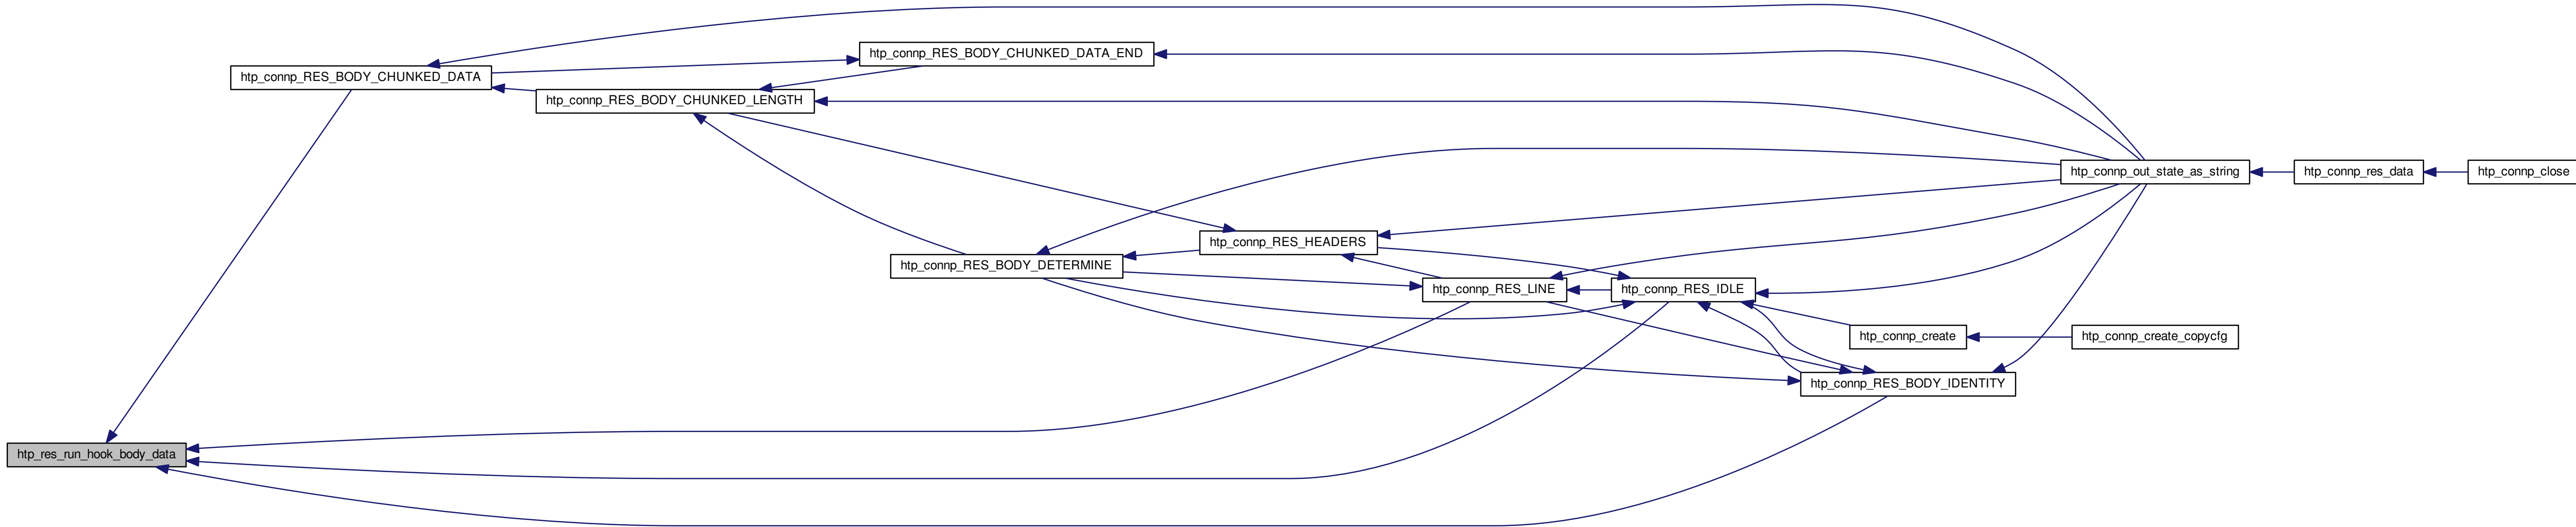 htp_connp_RES_BODY_CHUNKED_DATA_END
htp_connp_RES_BODY_CHUNKED_DATA
htp_connp_RES_BODY_CHUNKED_LENGTH
htp_connp_out_state_as_string
htp_connp_res_data
htp_connp_close
htp_connp_RES_HEADERS
htp_connp_RES_BODY_DETERMINE
htp_connp_RES_LINE
htp_connp_RES_IDLE
htp_connp_create
htp_connp_create_copycfg
htp_connp_RES_BODY_IDENTITY
htp_res_run_hook_body_data